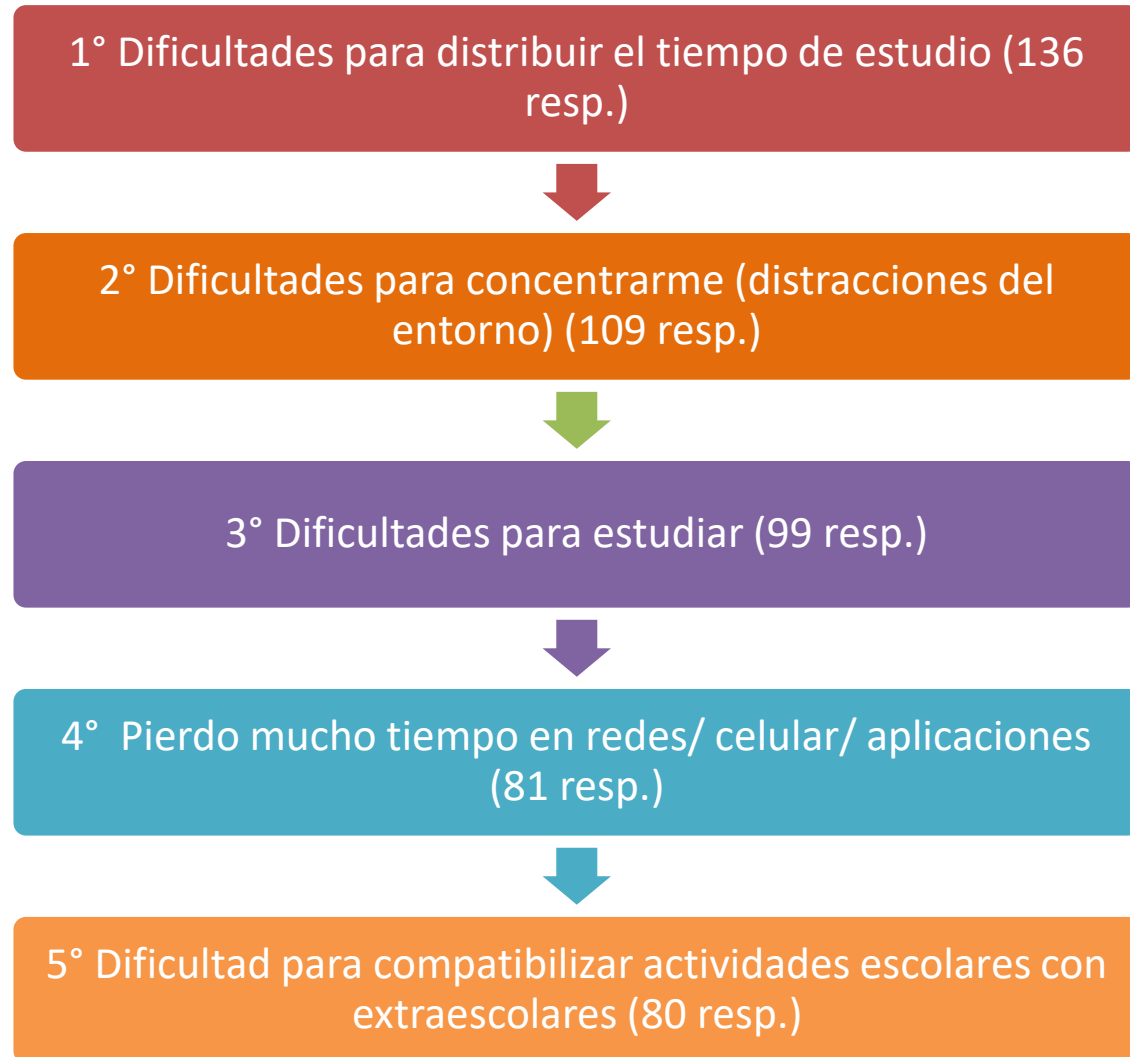 1° Dificultades para distribuir el tiempo de estudio (136
resp.)
2° Dificultades para concentrarme (distracciones del
entorno) (109 resp.)
3° Dificultades para estudiar (99 resp.)
4° Pierdo mucho tiempo en redes/ celular/ aplicaciones
(81 resp.)
5° Dificultad para compatibilizar actividades escolares con
extraescolares (80 resp.)